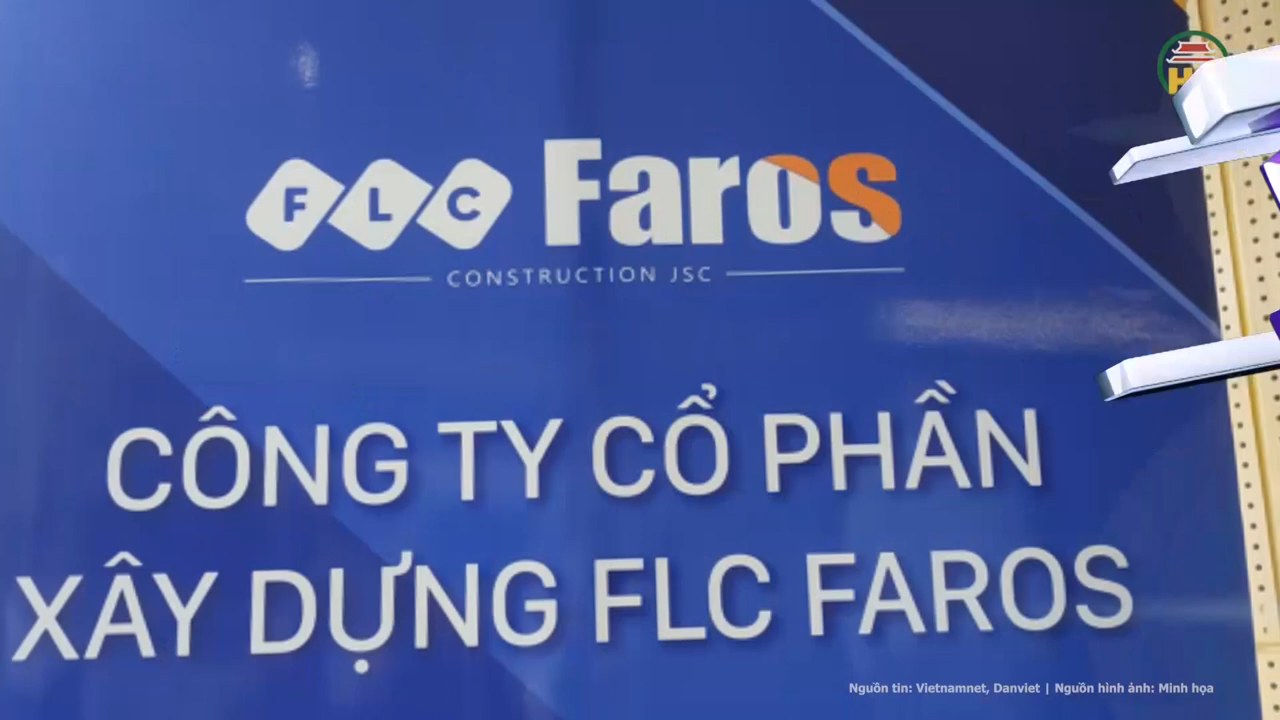 FLC Faros
CONSTRUCTION JSC
CÔNG TY CỔ PHẦN
XÂY DỰNG FLC FAROS
Nguồn tin: Vietnamnet, Danviet | Nguồn hình ảnh: Minh họa